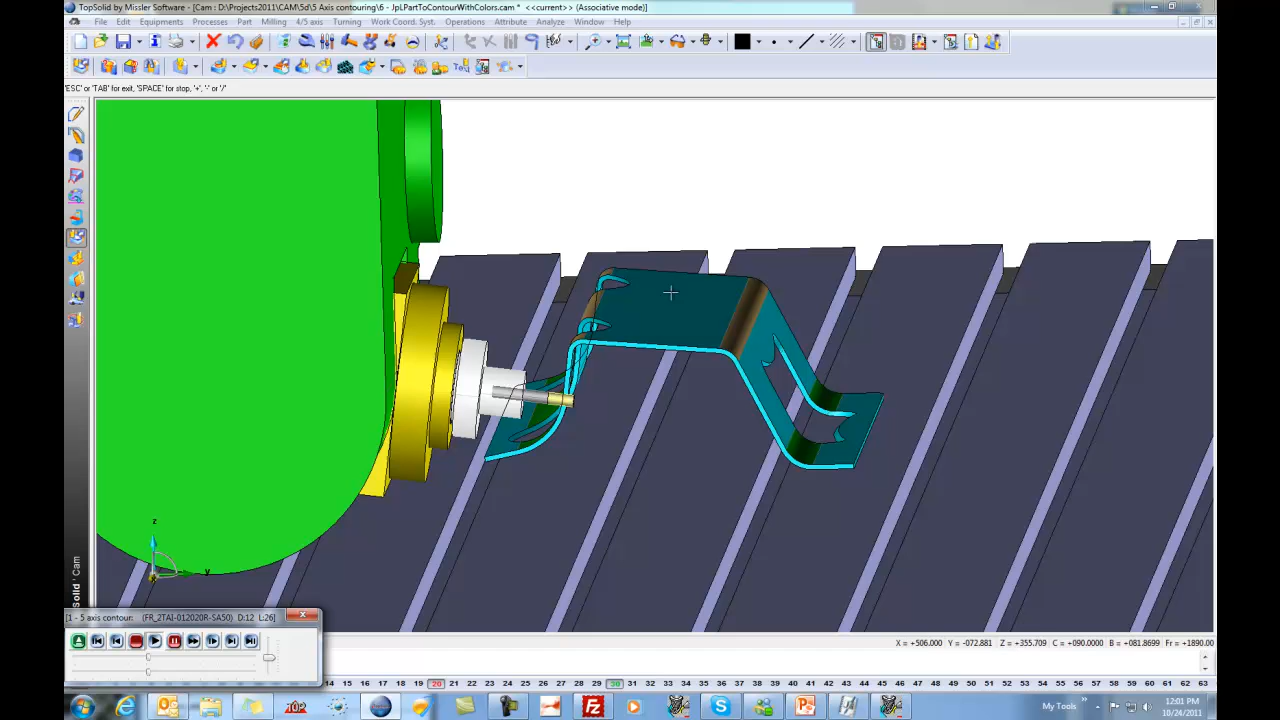 TopSolid by Missler Software - [Cam : D:\Projects2011\CAM\5d\5 Axis contouring\6 - JpLPartToContourWithColors.cam * <<current>> (Associative mode)]
File Edit Equipments Processes Part Milling 4/5 axis Turning Work Coord. Syst. Operations Attribute Analyze Window Help
'ESC' or 'TAB' for exit, 'SPACE' for stop, '+', '-' or '/'
z
y
Solid'Cam
[1 - 5 axis contour: (FR_2TAI-012020R-SA50) D:12 L:26]
X = +506.000 Y = -072.881 Z = +355.709 C = +090.0000 B = +081.8699 Fr = +1890.00
19 20 21 22 23 24 25 26 27 28 29 30 31 32 33 34 35 36 37 38 39 40 41 42 43 44 45 46 47 48 49 50 51 52 53 54 55 56 57 58 59 60 61 62 63
My Tools
12:01 PM
10/24/2011